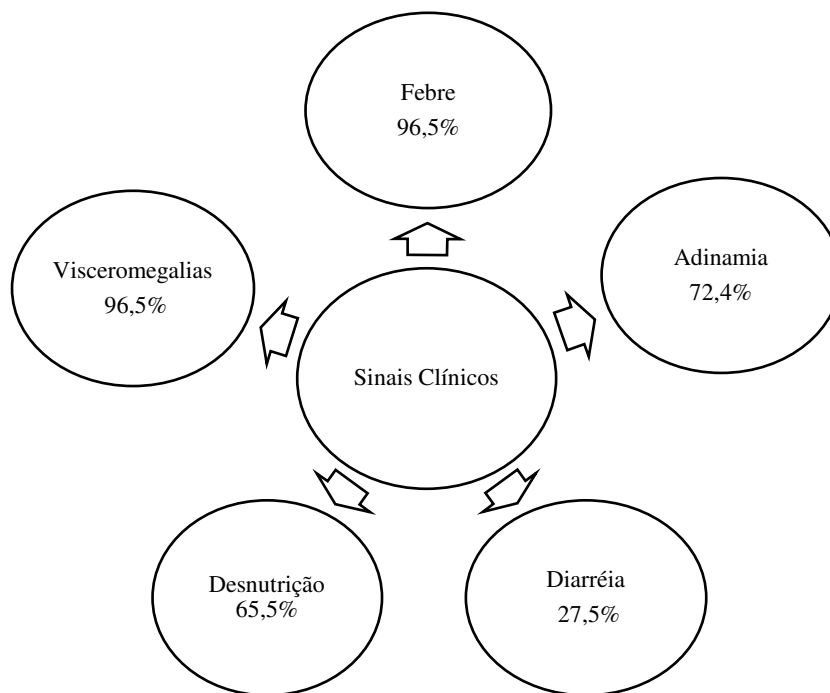 Febre
96,5%
Visceromegalias
96,5%
Adinamia
72,4%
Sinais Clínicos
Desnutrição
65,5%
Diarréia
27,5%